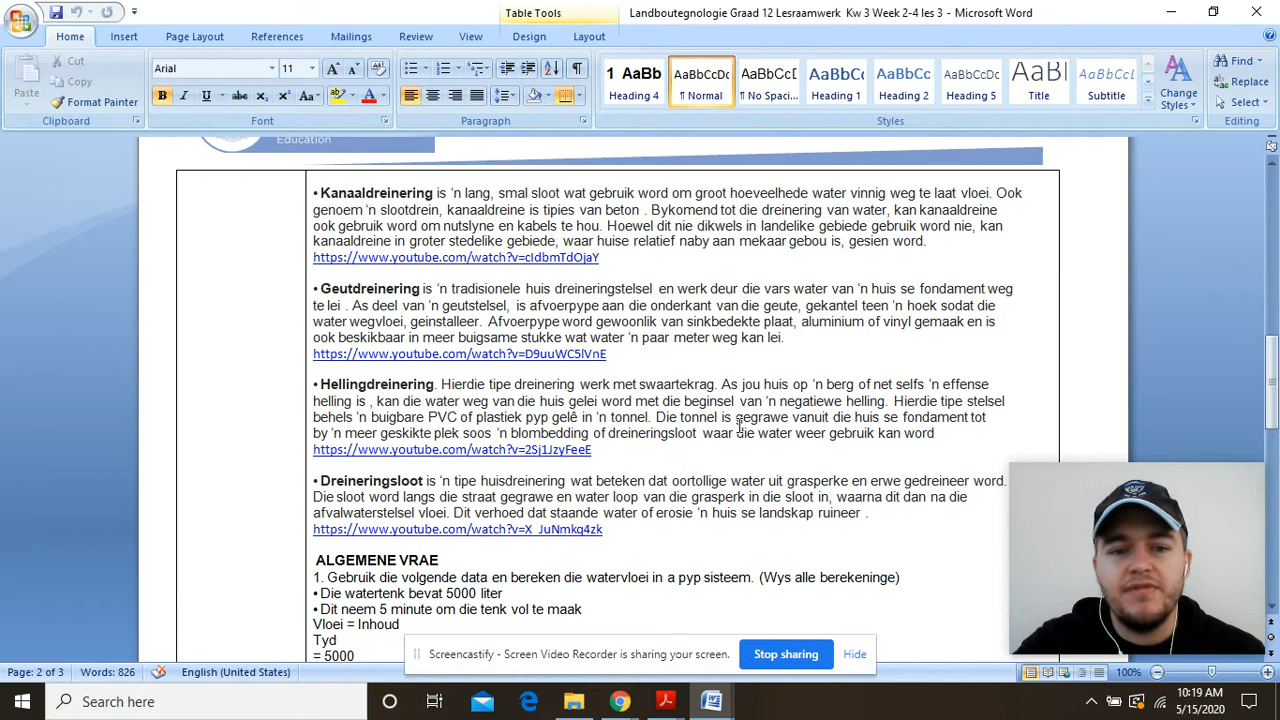 Table Tools
Landboutegnologie Graad 12 Lesraamwerk Kw 3 Week 2-4 les 3 - Microsoft Word
Home Insert Page Layout References Mailings Review View Design Layout
Cut
Copy
Format Painter
Paste
Clipboard
Arial 11
B I U abe x₂ x² Aa
Font
Paragraph
1 AaBb AaBbCcDc AaBbCcD AaBbCc AaBbCc AaBbCcDc AaB AaBbCc
Heading 4 ¶ Normal ¶ No Spaci... Heading 1 Heading 2 Heading 5 Title Subtitle
Change Styles
Styles
Find
Replace
Select
Editing
Education
• Kanaaldreinering is ‘n lang, smal sloot wat gebruik word om groot hoeveelhede water vinnig weg te laat vloei. Ook
genoem ‘n slootdrein, kanaaldreine is tipies van beton . Bykomend tot die dreinering van water, kan kanaaldreine
ook gebruik word om nutslyne en kabels te hou. Hoewel dit nie dikwels in landelike gebiede gebruik word nie, kan
kanaaldreine in groter stedelike gebiede, waar huise relatief naby aan mekaar gebou is, gesien word.
https://www.youtube.com/watch?v=cIdbmTdOjaY
• Geutdreinering is ‘n tradisionele huis dreineringstelsel en werk deur die vars water van ‘n huis se fondament weg
te lei . As deel van ‘n geutstelsel, is afvoerpype aan die onderkant van die geute, gekantel teen ‘n hoek sodat die
water wegvloei, geinstalleer. Afvoerpype word gewoonlik van sinkbedekte plaat, aluminium of vinyl gemaak en is
ook beskikbaar in meer buigsame stukke wat water ‘n paar meter weg kan lei.
https://www.youtube.com/watch?v=D9uuWC5lVnE
• Hellingdreinering. Hierdie tipe dreinering werk met swaartekrag. As jou huis op ‘n berg of net selfs ‘n effense
helling is , kan die water weg van die huis gelei word met die beginsel van ‘n negatiewe helling. Hierdie tipe stelsel
behels ‘n buigbare PVC of plastiek pyp gelê in ‘n tonnel. Die tonnel is gegrawe vanuit die huis se fondament tot
by ‘n meer geskikte plek soos ‘n blombedding of dreineringsloot waar die water weer gebruik kan word
https://www.youtube.com/watch?v=2Sj1JzyFeeE
• Dreineringsloot is ‘n tipe huisdreinering wat beteken dat oortollige water uit grasperke en erwe gedreineer word.
Die sloot word langs die straat gegrawe en water loop van die grasperk in die sloot in, waarna dit dan na die
afvalwaterstelsel vloei. Dit verhoed dat staande water of erosie ‘n huis se landskap ruineer .
https://www.youtube.com/watch?v=X_JuNmkq4zk
ALGEMENE VRAE
1. Gebruik die volgende data en bereken die watervloei in a pyp sisteem. (Wys alle berekeninge)
• Die watertenk bevat 5000 liter
• Dit neem 5 minute om die tenk vol te maak
Vloei = Inhoud
Tyd
= 5000
Screencastify - Screen Video Recorder is sharing your screen. Stop sharing Hide
Page: 2 of 3 Words: 826 English (United States) 100%
Type here to search
10:19 AM
5/15/2020